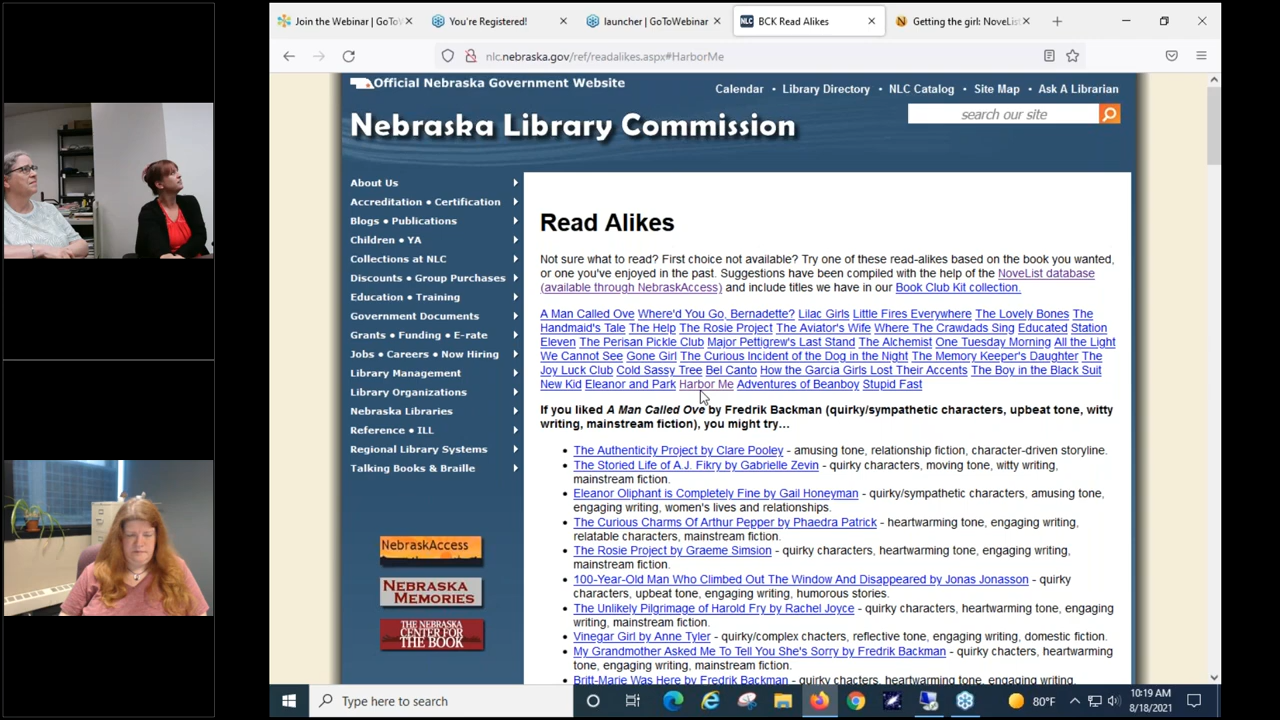 Join the Webinar | GoToW
You're Registered!
launcher | GoToWebinar
BCK Read Alikes
Getting the girl: NoveList
nlc.nebraska.gov/ref/readalikes.aspx#HarborMe
Official Nebraska Government Website
Calendar • Library Directory • NLC Catalog • Site Map • Ask A Librarian
Nebraska Library Commission
search our site
About Us
Accreditation • Certification
Blogs • Publications
Children • YA
Collections at NLC
Discounts • Group Purchases
Education • Training
Government Documents
Grants • Funding • E-rate
Jobs • Careers • Now Hiring
Library Management
Library Organizations
Nebraska Libraries
Reference • ILL
Regional Library Systems
Talking Books & Braille
NebraskAccess
NEBRASKA
MEMORIES
THE NEBRASKA
CENTER FOR
THE BOOK
Read Alikes
Not sure what to read? First choice not available? Try one of these read-alikes based on the book you wanted,
or one you've enjoyed in the past. Suggestions have been compiled with the help of the NoveList database
(available through NebraskAccess) and include titles we have in our Book Club Kit collection.
A Man Called Ove Where'd You Go, Bernadette? Lilac Girls Little Fires Everywhere The Lovely Bones The
Handmaid's Tale The Help The Rosie Project The Aviator's Wife Where The Crawdads Sing Educated Station
Eleven The Perisan Pickle Club Major Pettigrew's Last Stand The Alchemist One Tuesday Morning All the Light
We Cannot See Gone Girl The Curious Incident of the Dog in the Night The Memory Keeper's Daughter The
Joy Luck Club Cold Sassy Tree Bel Canto How the Garcia Girls Lost Their Accents The Boy in the Black Suit
New Kid Eleanor and Park Harbor Me Adventures of Beanboy Stupid Fast
If you liked A Man Called Ove by Fredrik Backman (quirky/sympathetic characters, upbeat tone, witty
writing, mainstream fiction), you might try…
• The Authenticity Project by Clare Pooley - amusing tone, relationship fiction, character-driven storyline.
• The Storied Life of A.J. Fikry by Gabrielle Zevin - quirky characters, moving tone, witty writing,
mainstream fiction.
• Eleanor Oliphant is Completely Fine by Gail Honeyman - quirky/sympathetic characters, amusing tone,
engaging writing, women's lives and relationships.
• The Curious Charms Of Arthur Pepper by Phaedra Patrick - heartwarming tone, engaging writing,
relatable characters, mainstream fiction.
• The Rosie Project by Graeme Simsion - quirky characters, heartwarming tone, engaging writing,
mainstream fiction.
• 100-Year-Old Man Who Climbed Out The Window And Disappeared by Jonas Jonasson - quirky
characters, upbeat tone, engaging writing, humorous stories.
• The Unlikely Pilgrimage of Harold Fry by Rachel Joyce - quirky characters, heartwarming tone, engaging
writing, mainstream fiction.
• Vinegar Girl by Anne Tyler - quirky/complex chacters, reflective tone, engaging writing, domestic fiction.
• My Grandmother Asked Me To Tell You She's Sorry by Fredrik Backman - quirky characters, heartwarming
tone, engaging writing, mainstream fiction.
• Britt-Marie Was Here by Fredrik Backman - quirky chacters, heartwarming tone, engaging writing,
Type here to search
80°F
10:19 AM
8/18/2021